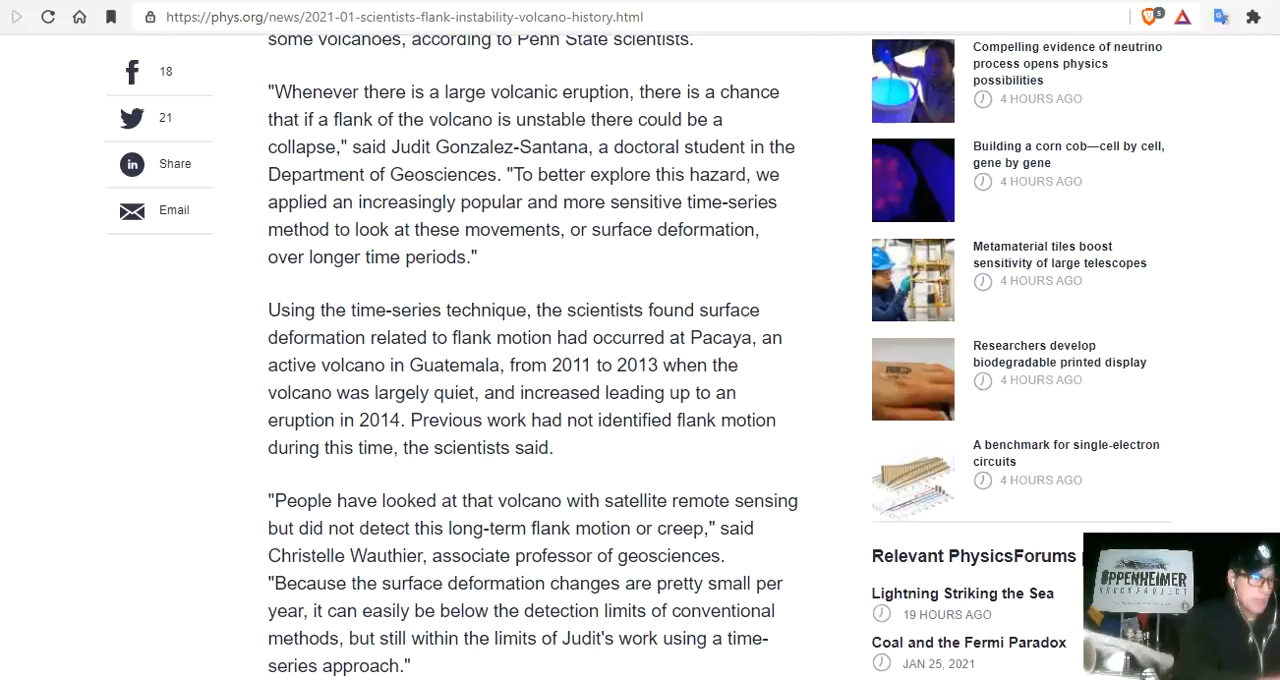 https://phys.org/news/2021-01-scientists-flank-instability-volcano-history.html
5
some volcanoes, according to Penn State scientists.
18
21
Share
Email
"Whenever there is a large volcanic eruption, there is a chance
that if a flank of the volcano is unstable there could be a
collapse," said Judit Gonzalez-Santana, a doctoral student in the
Department of Geosciences. "To better explore this hazard, we
applied an increasingly popular and more sensitive time-series
method to look at these movements, or surface deformation,
over longer time periods."
Using the time-series technique, the scientists found surface
deformation related to flank motion had occurred at Pacaya, an
active volcano in Guatemala, from 2011 to 2013 when the
volcano was largely quiet, and increased leading up to an
eruption in 2014. Previous work had not identified flank motion
during this time, the scientists said.
"People have looked at that volcano with satellite remote sensing
but did not detect this long-term flank motion or creep," said
Christelle Wauthier, associate professor of geosciences.
"Because the surface deformation changes are pretty small per
year, it can easily be below the detection limits of conventional
methods, but still within the limits of Judit's work using a time-
series approach."
Compelling evidence of neutrino
process opens physics
possibilities
4 HOURS AGO
Building a corn cob—cell by cell,
gene by gene
4 HOURS AGO
Metamaterial tiles boost
sensitivity of large telescopes
4 HOURS AGO
Researchers develop
biodegradable printed display
4 HOURS AGO
A benchmark for single-electron
circuits
4 HOURS AGO
Relevant PhysicsForums
Lightning Striking the Sea
19 HOURS AGO
Coal and the Fermi Paradox
JAN 25, 2021
OPPENHEIMER